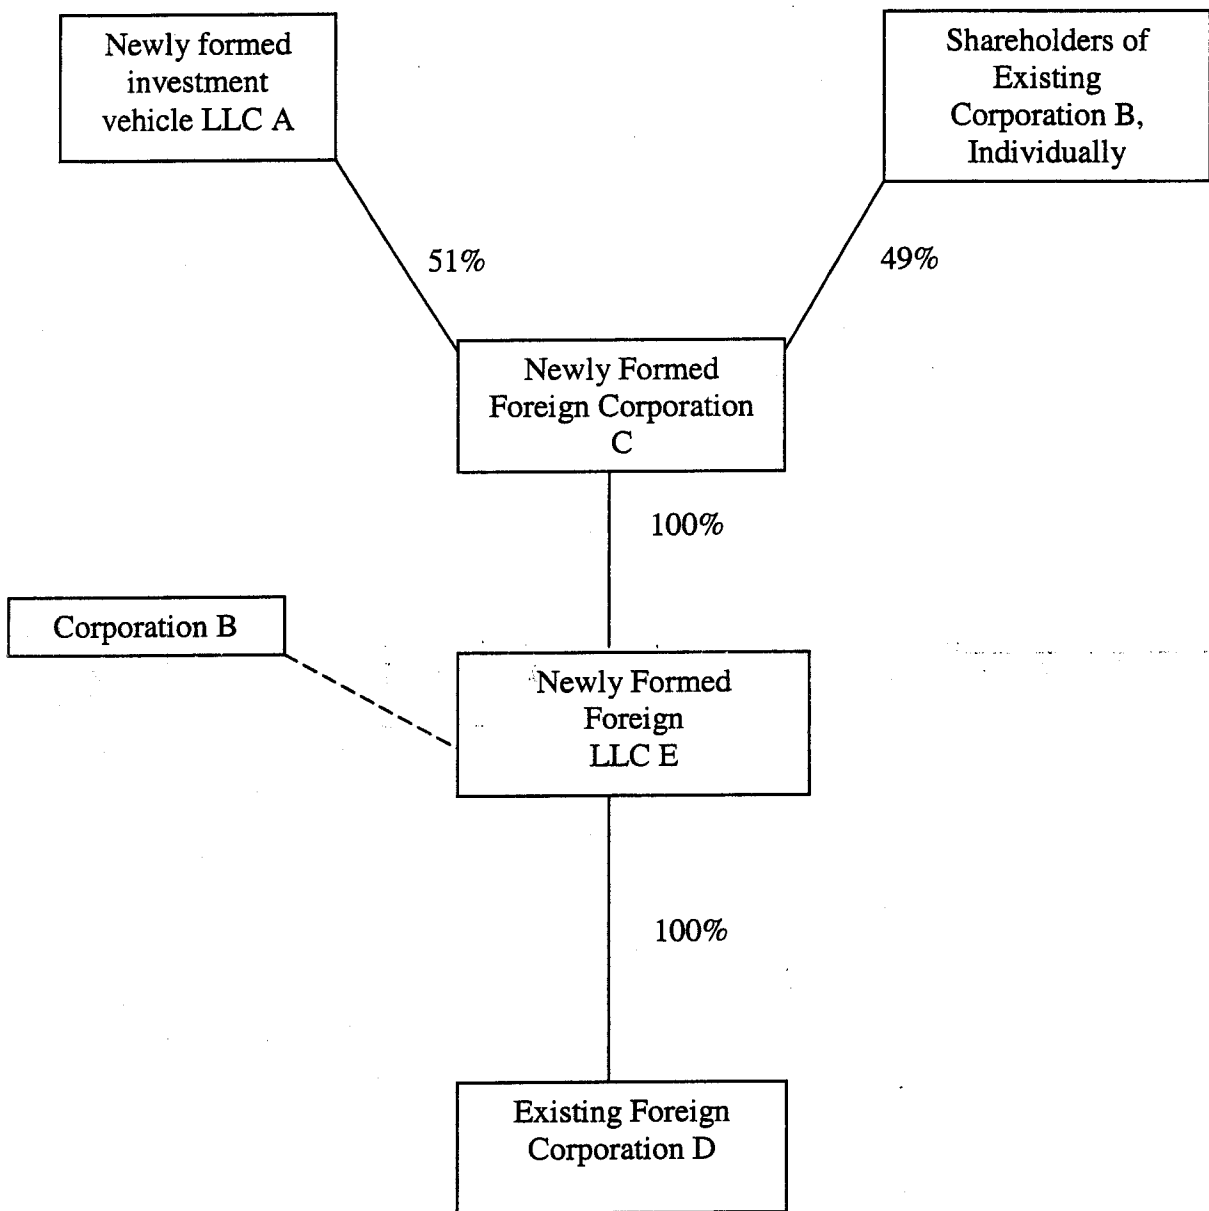 Newly formed
investment
vehicle LLC A
Shareholders of
Existing
Corporation B,
Individually
51%
49%
Newly Formed
Foreign Corporation
C
100%
Corporation B
Newly Formed
Foreign
LLC E
100%
Existing Foreign
Corporation D